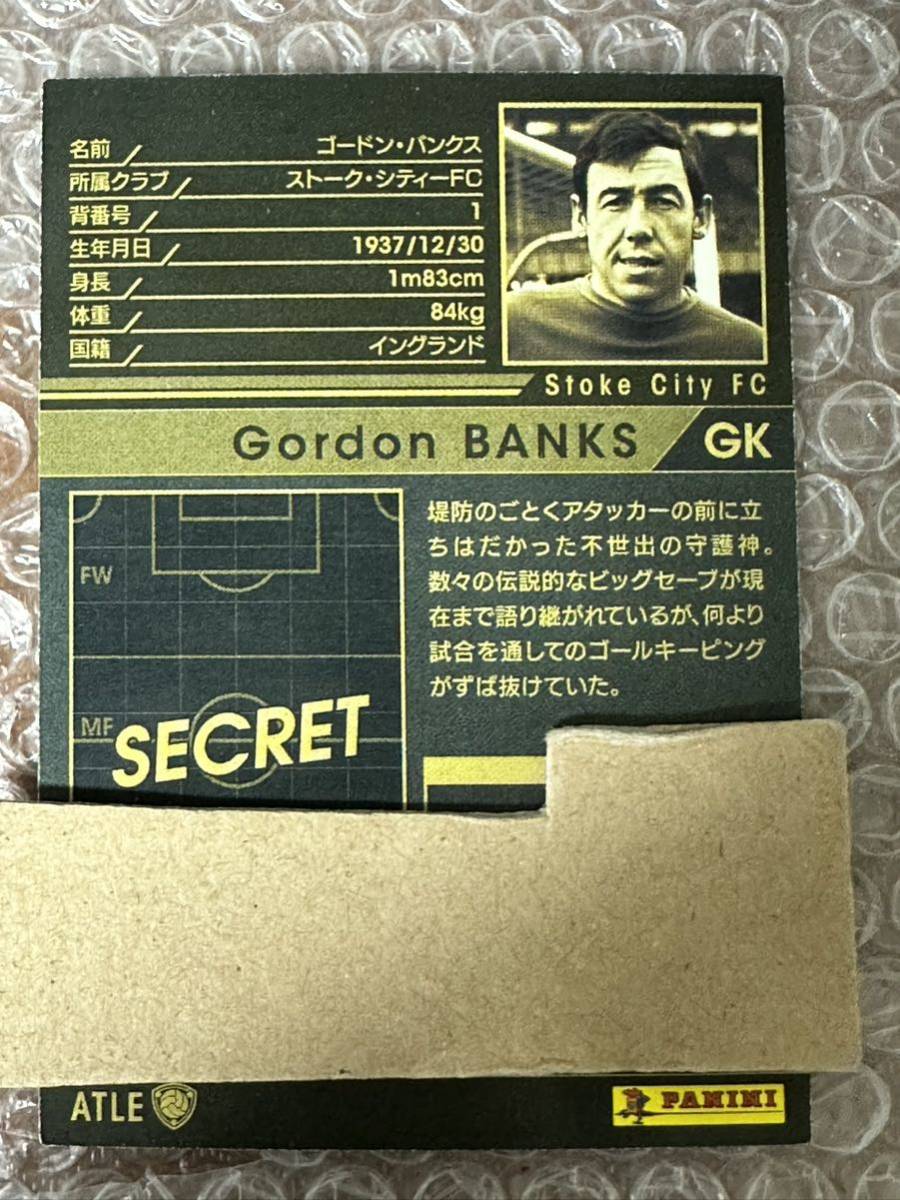 名前 ゴードン・バンクス
所属クラブ ストーク・シティーFC
背番号 1
生年月日 1937/12/30
身長 1m83cm
体重 84kg
国籍 イングランド
Stoke City FC
Gordon BANKS GK
FW
MF
SECRET
堤防のごとくアタッカーの前に立
ちはだかった不世出の守護神。
数々の伝説的なビッグセーブが現
在まで語り継がれているが、何より
試合を通してのゴールキーピング
がずば抜けていた。
ATLE
PANINI